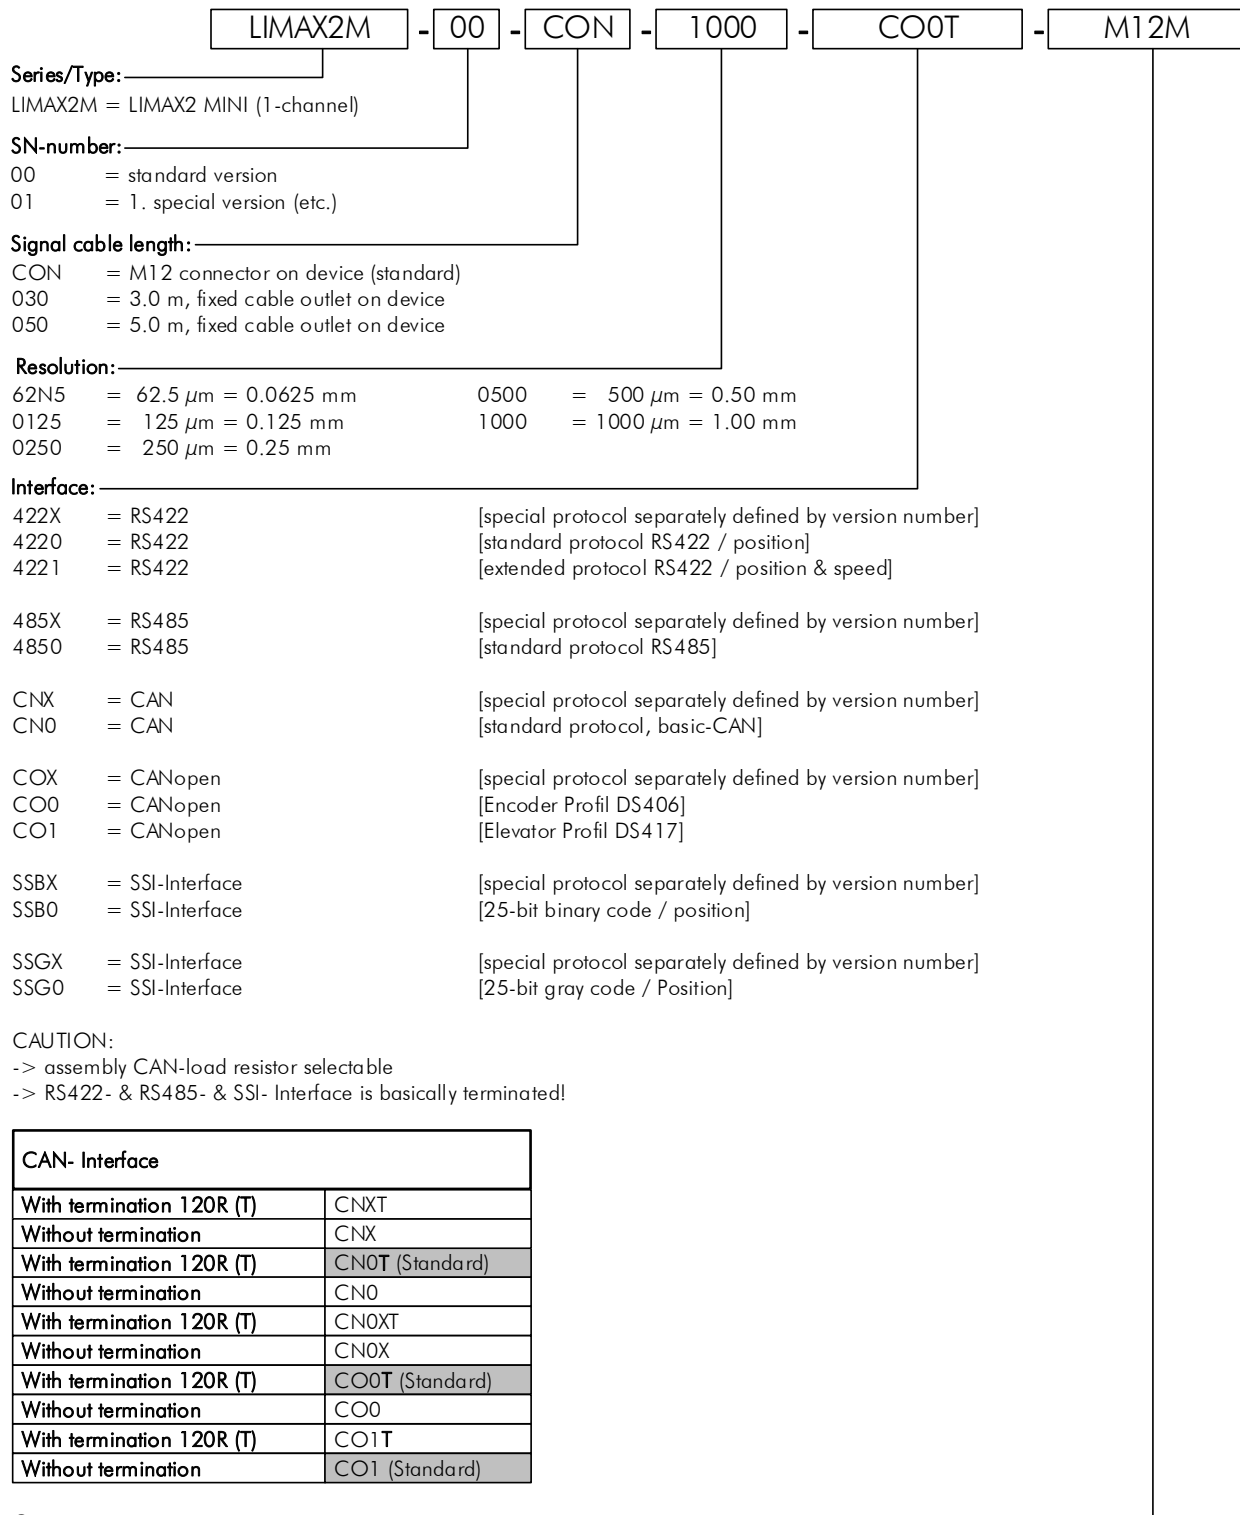 LIMAX2M - 00 - CON - 1000 - CO0T - M12M
Series/Type:
LIMAX2M = LIMAX2 MINI (1-channel)
SN-number:
00 = standard version
01 = 1. special version (etc.)
Signal cable length:
CON = M12 connector on device (standard)
030 = 3.0 m, fixed cable outlet on device
050 = 5.0 m, fixed cable outlet on device
Resolution:
62N5 = 62.5 µm = 0.0625 mm 0500 = 500 µm = 0.50 mm
0125 = 125 µm = 0.125 mm 1000 = 1000 µm = 1.00 mm
0250 = 250 µm = 0.25 mm
Interface:
422X = RS422 [special protocol separately defined by version number]
4220 = RS422 [standard protocol RS422 / position]
4221 = RS422 [extended protocol RS422 / position & speed]
485X = RS485 [special protocol separately defined by version number]
4850 = RS485 [standard protocol RS485]
CNX = CAN [special protocol separately defined by version number]
CN0 = CAN [standard protocol, basic-CAN]
COX = CANopen [special protocol separately defined by version number]
CO0 = CANopen [Encoder Profil DS406]
CO1 = CANopen [Elevator Profil DS417]
SSBX = SSI-Interface [special protocol separately defined by version number]
SSB0 = SSI-Interface [25-bit binary code / position]
SSGX = SSI-Interface [special protocol separately defined by version number]
SSG0 = SSI-Interface [25-bit gray code / Position]
CAUTION:
-> assembly CAN-load resistor selectable
-> RS422- & RS485- & SSI- Interface is basically terminated!
CAN- Interface
With termination 120R (T) CNXT
Without termination CNX
With termination 120R (T) CN0T (Standard)
Without termination CN0
With termination 120R (T) CN0XT
Without termination CN0X
With termination 120R (T) CO0T (Standard)
Without termination CO0
With termination 120R (T) CO1T
Without termination CO1 (Standard)